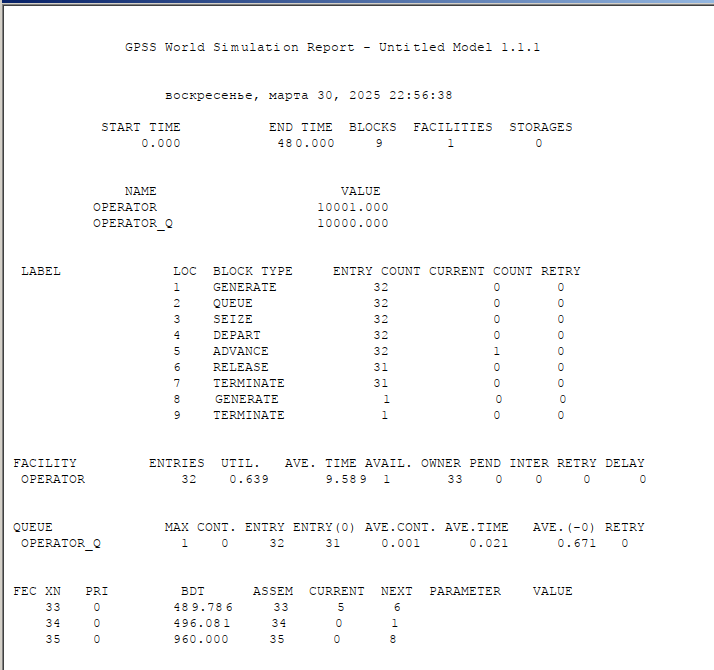 GPSS World Simulation Report - Untitled Model 1.1.1
воскресенье, марта 30, 2025 22:56:38
START TIME END TIME BLOCKS FACILITIES STORAGES
0.000 480.000 9 1 0
NAME VALUE
OPERATOR 10001.000
OPERATOR_Q 10000.000
LABEL LOC BLOCK TYPE ENTRY COUNT CURRENT COUNT RETRY
1 GENERATE 32 0 0
2 QUEUE 32 0 0
3 SEIZE 32 0 0
4 DEPART 32 0 0
5 ADVANCE 32 1 0
6 RELEASE 31 0 0
7 TERMINATE 31 0 0
8 GENERATE 1 0 0
9 TERMINATE 1 0 0
FACILITY ENTRIES UTIL. AVE. TIME AVAIL. OWNER PEND INTER RETRY DELAY
OPERATOR 32 0.639 9.589 1 33 0 0 0 0
QUEUE MAX CONT. ENTRY ENTRY(0) AVE.CONT. AVE.TIME AVE.(-0) RETRY
OPERATOR_Q 1 0 32 31 0.001 0.021 0.671 0
FEC XN PRI BDT ASSEM CURRENT NEXT PARAMETER VALUE
33 0 489.786 33 5 6
34 0 496.081 34 0 1
35 0 960.000 35 0 8